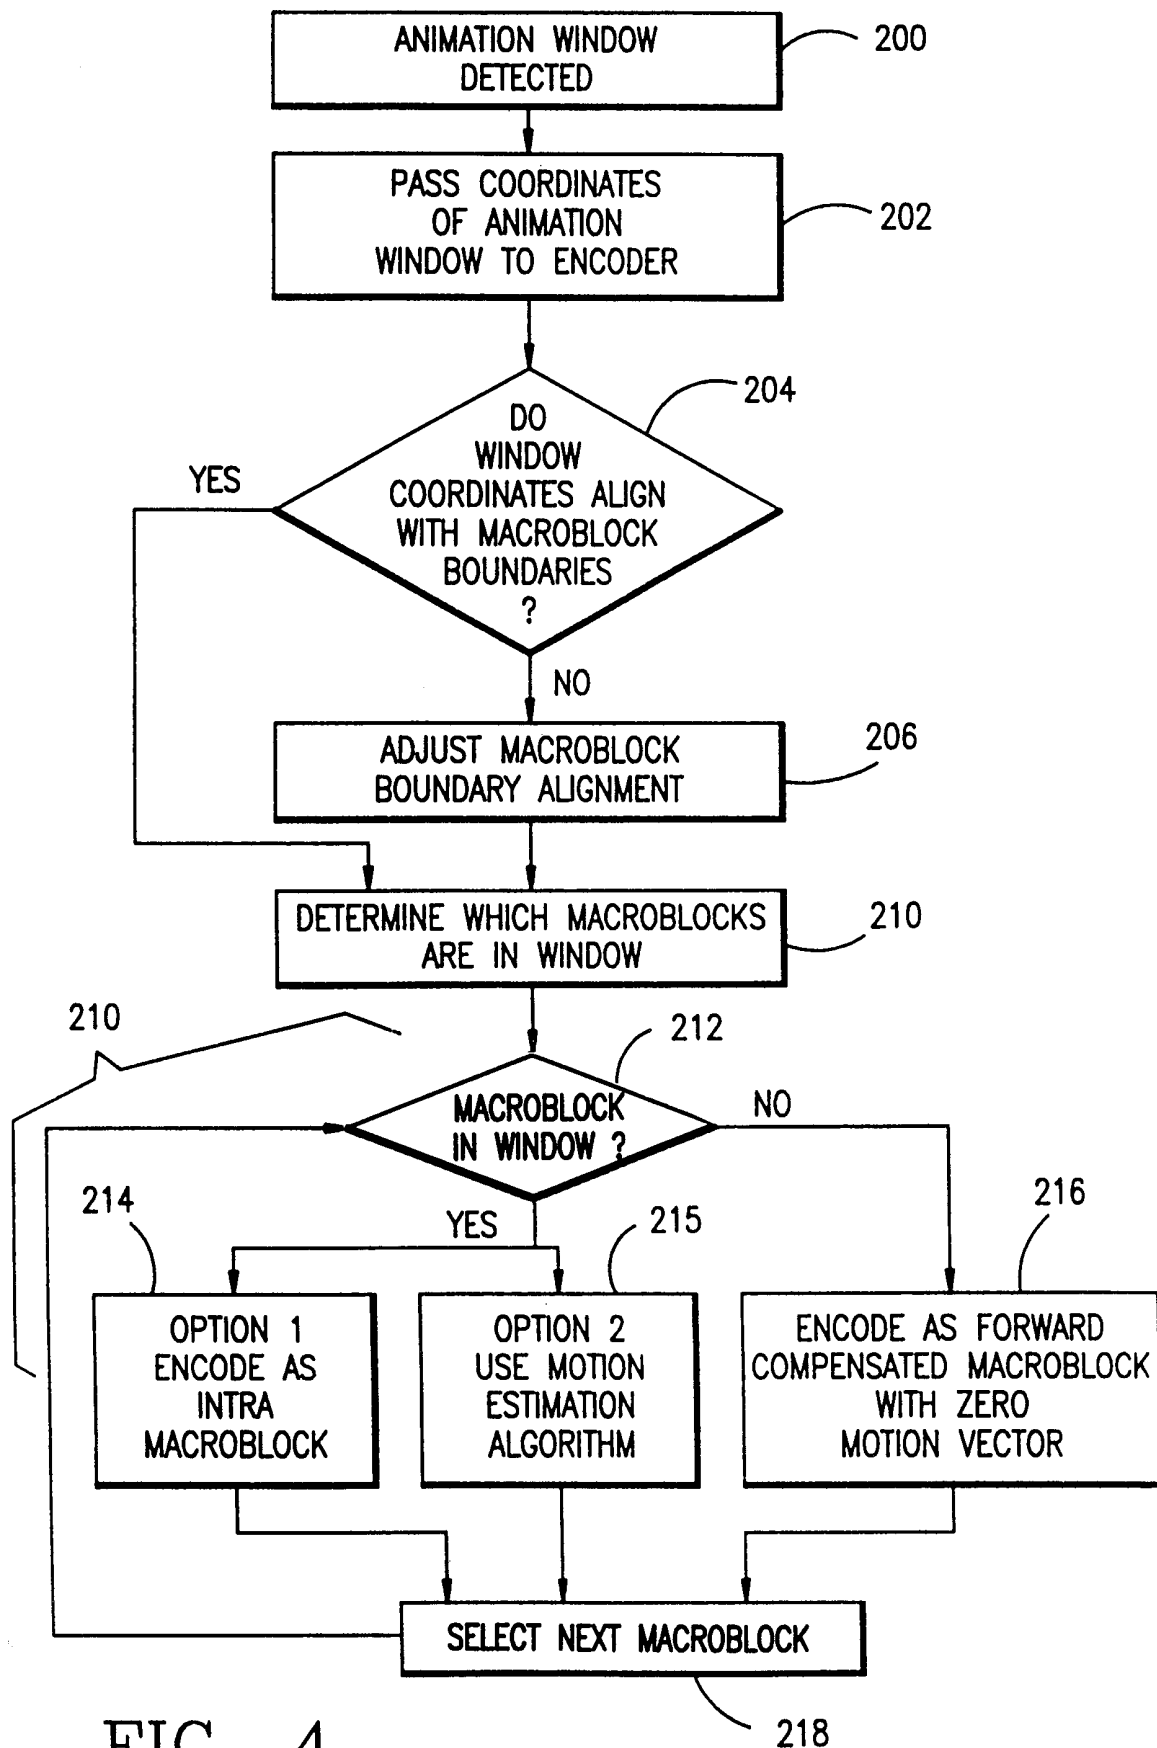 ANIMATION WINDOW
DETECTED
200
PASS COORDINATES
OF ANIMATION
WINDOW TO ENCODER
202
DO
WINDOW
COORDINATES ALIGN
WITH MACROBLOCK
BOUNDARIES
?
204
YES
NO
ADJUST MACROBLOCK
BOUNDARY ALIGNMENT
206
DETERMINE WHICH MACROBLOCKS
ARE IN WINDOW
210
210
MACROBLOCK
IN WINDOW ?
212
NO
YES
214
215
216
OPTION 1
ENCODE AS
INTRA
MACROBLOCK
OPTION 2
USE MOTION
ESTIMATION
ALGORITHM
ENCODE AS FORWARD
COMPENSATED MACROBLOCK
WITH ZERO
MOTION VECTOR
SELECT NEXT MACROBLOCK
218
FIG. 4